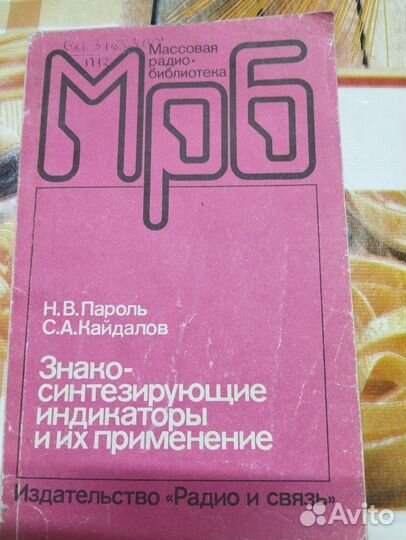 Массовая
радио-
библиотека
Мрб
Н.В.Пароль
С.А.Кайдалов
Знако-
синтезирующие
индикаторы
и их применение
Издательство «Радио и связь»
Avito